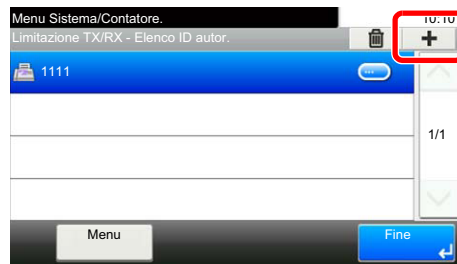 Menu Sistema/Contatore.
10:10
Limitazione TX/RX - Elenco ID autor.
1111
1/1
Menu
Fine